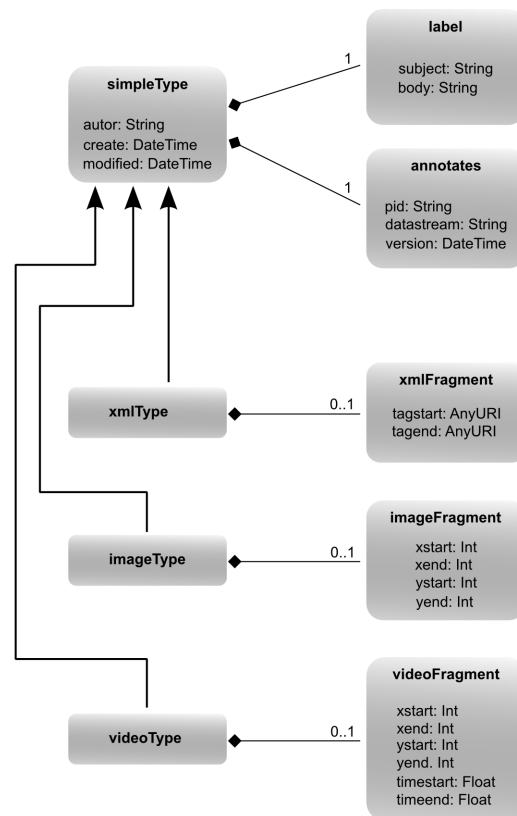 label
subject: String
body: String
1
simpleType
autor: String
create: DateTime
modified: DateTime
1
annotates
pid: String
datastream: String
version: DateTime
xmlType
0..1
xmlFragment
tagstart: AnyURI
tagend: AnyURI
imageType
0..1
imageFragment
xstart: Int
xend: Int
ystart: Int
yend: Int
videoType
0..1
videoFragment
xstart: Int
xend: Int
ystart: Int
yend. Int
timestart: Float
timeend: Float